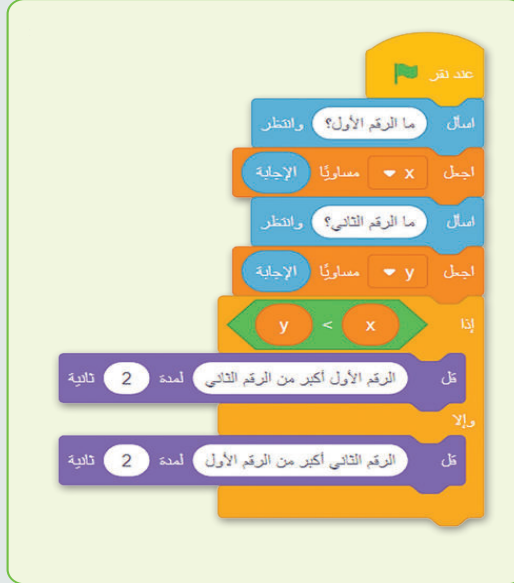 عند نقر
اسأل ما الرقم الأول؟ وانتظر
اجعل x مساويًا الإجابة
اسأل ما الرقم الثاني؟ وانتظر
اجعل y مساويًا الإجابة
إذا y < x
قل الرقم الأول أكبر من الرقم الثاني لمدة 2 ثانية
وإلا
قل الرقم الثاني أكبر من الرقم الأول لمدة 2 ثانية